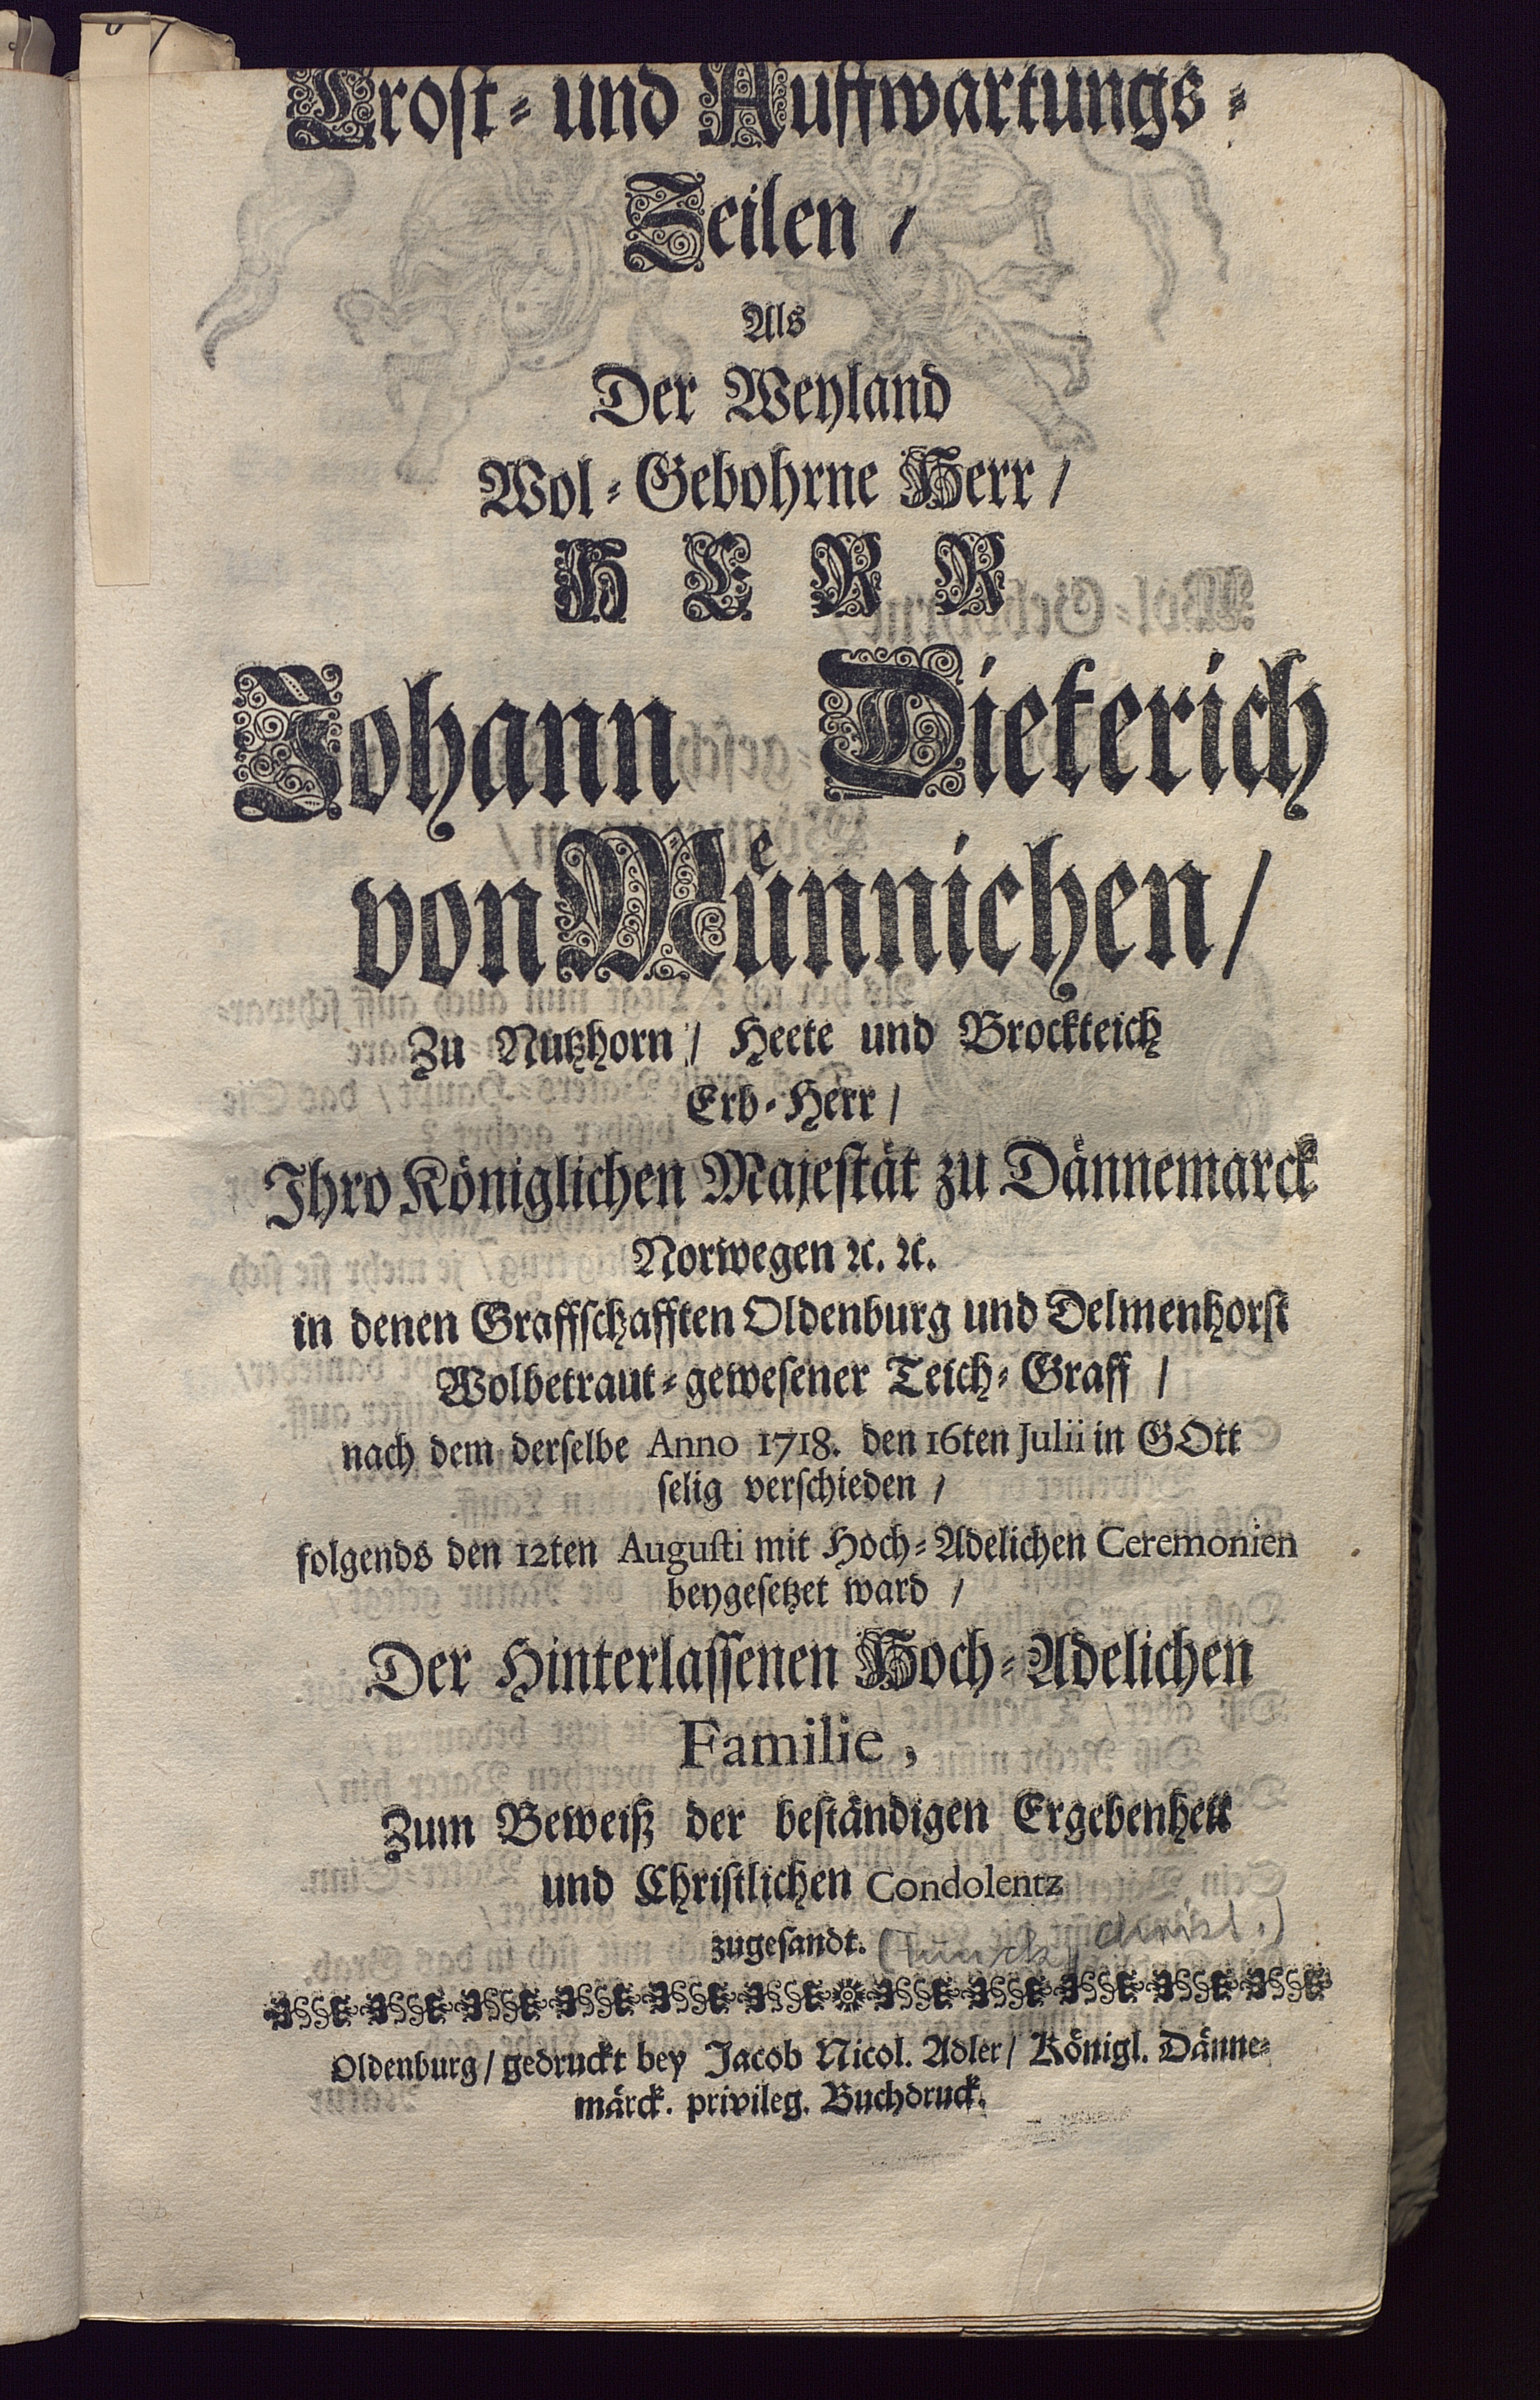 Trost- und Auffwartungs-
Zeilen /
Als
Der Weyland
Wol-Gebohrne Herr /
HERR
Johann Dieterich
von Muͤnnichen /
Zu Nutzhorn / Heete und Brockteich
Erb-Herr /
Ihro Königlichen Majestät zu Dännemarck
Norwegen ꝛc. ꝛc.
in denen Graffschafften Oldenburg und Delmenhorst
Wolbetraut-gewesener Teich-Graff /
nach dem derselbe Anno 1718. den 16ten Julii in GOtt
selig verschieden /
folgends den 12ten Augusti mit Hoch-Adelichen Ceremonien
beygesetzet ward /
Der Hinterlassenen Hoch-Adelichen
Familie,
Zum Beweiß der beständigen Ergebenheit
und Christlichen Condolentz
zugesandt.
Oldenburg / gedruckt bey Jacob Nicol. Adler / Königl. Dänne-
märck. privileg. Buchdruck.